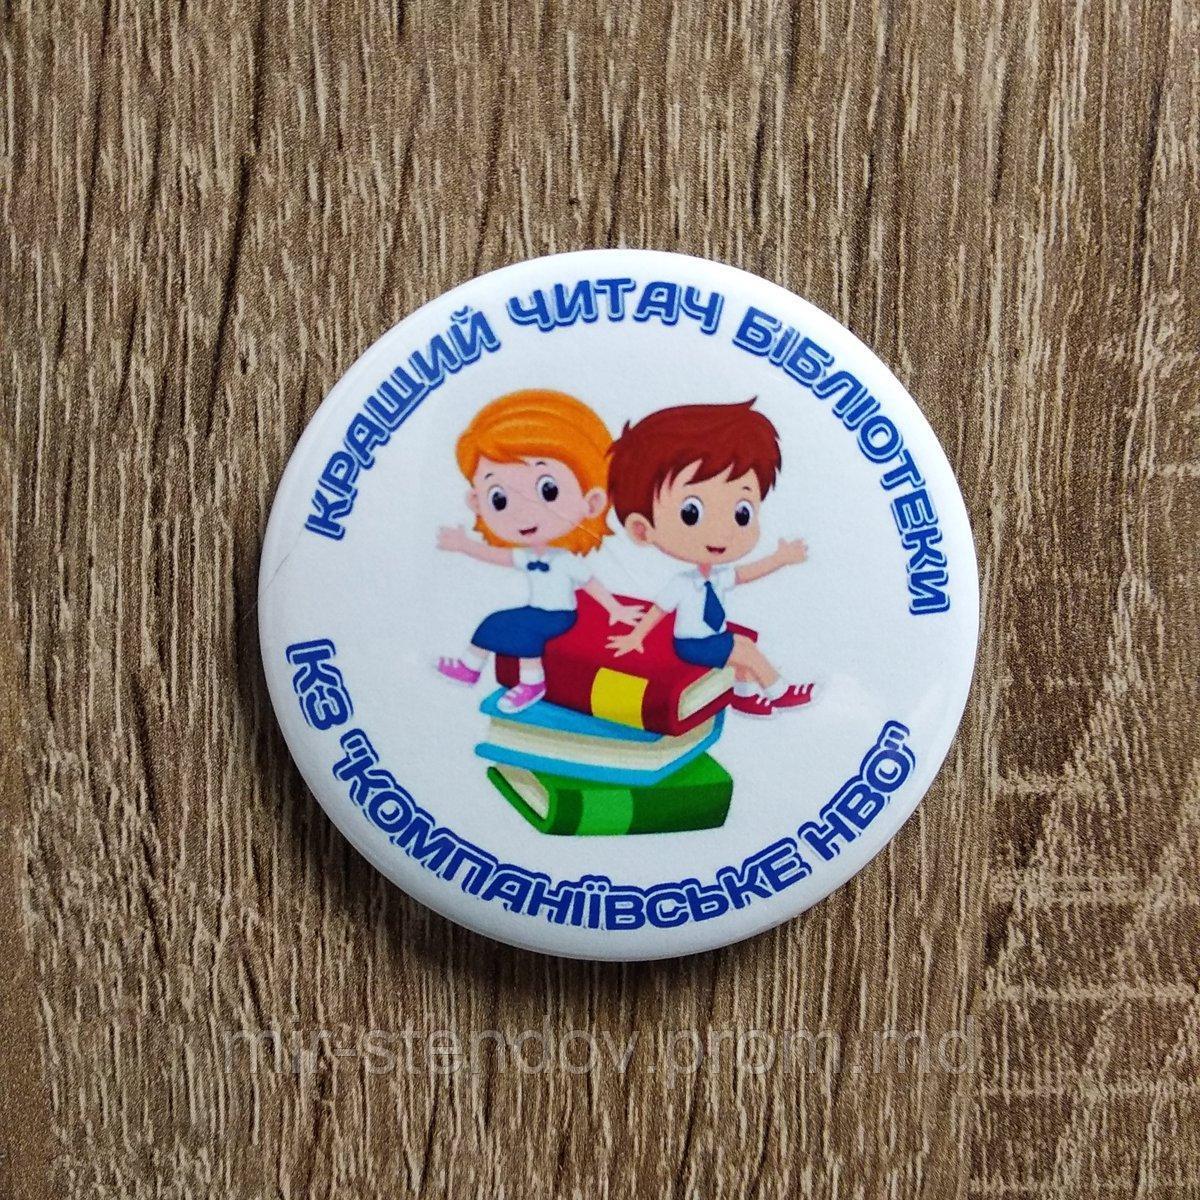 КРАЩИЙ ЧИТАЧ БІБЛІОТЕКИ
КЗ "КОМПАНІЇВСЬКЕ НВО"
mir-stendov.prom.md